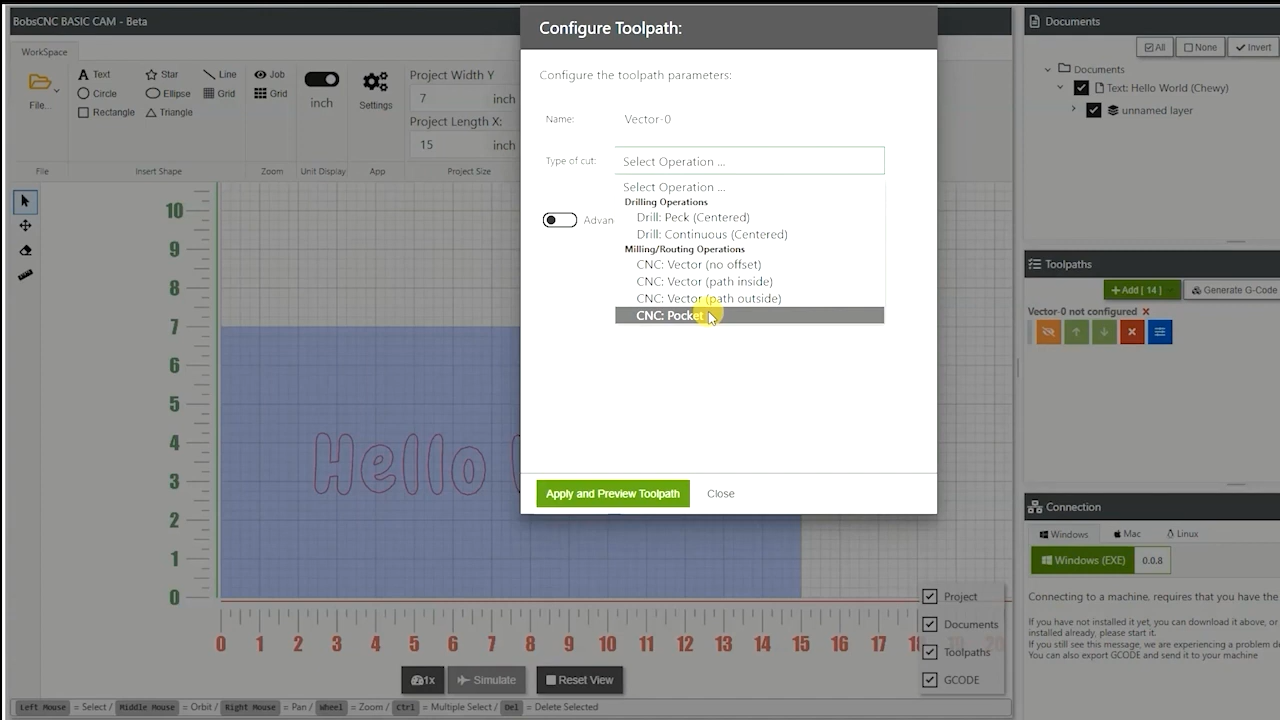 BobsCNC BASIC CAM - Beta
WorkSpace
File...
Text
Star
Line
Circle
Ellipse
Grid
Rectangle
Triangle
Job
Grid
inch
Settings
Project Width Y
7 inch
Project Length X:
15 inch
File
Insert Shape
Zoom
Unit Display
App
Project Size
10
9
8
7
6
5
4
3
2
1
0
Hello
0 1 2 3 4 5 6 7 8 9 10 11 12 13 14 15 16 17
1x
Simulate
Reset View
Left Mouse = Select / Middle Mouse = Orbit / Right Mouse = Pan / Wheel = Zoom / Ctrl = Multiple Select / Del = Delete Selected
Configure Toolpath:
Configure the toolpath parameters:
Name: Vector-0
Type of cut: Select Operation ...
Select Operation ...
Drilling Operations
Drill: Peck (Centered)
Drill: Continuous (Centered)
Milling/Routing Operations
CNC: Vector (no offset)
CNC: Vector (path inside)
CNC: Vector (path outside)
CNC: Pocket
Advan
Apply and Preview Toolpath
Close
Project
Documents
Toolpaths
GCODE
Documents
All
None
Invert
Documents
Text: Hello World (Chewy)
unnamed layer
Toolpaths
Add [ 14 ]
Generate G-Code
Vector-0 not configured
Connection
Windows
Mac
Linux
Windows (EXE) 0.0.8
Connecting to a machine, requires that you have the
If you have not installed it yet, you can download it above, or
installed already, please start it.
If you still see this message, we are experiencing a problem
You can also export GCODE and send it to your machine